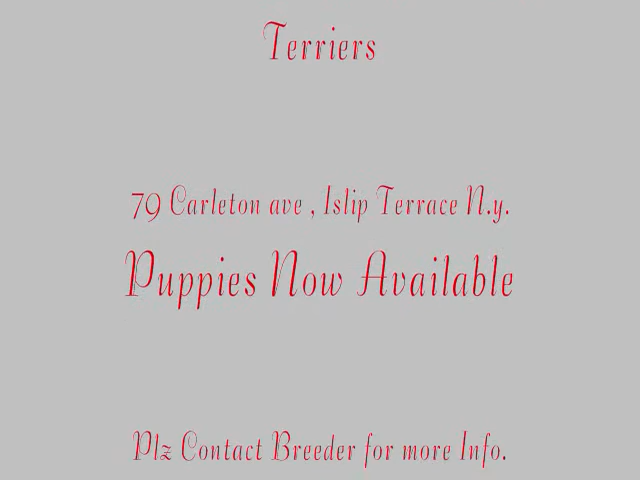 Terriers
79 Carleton ave , Islip Terrace N.y.
Puppies Now Available
Plz Contact Breeder for more Info.